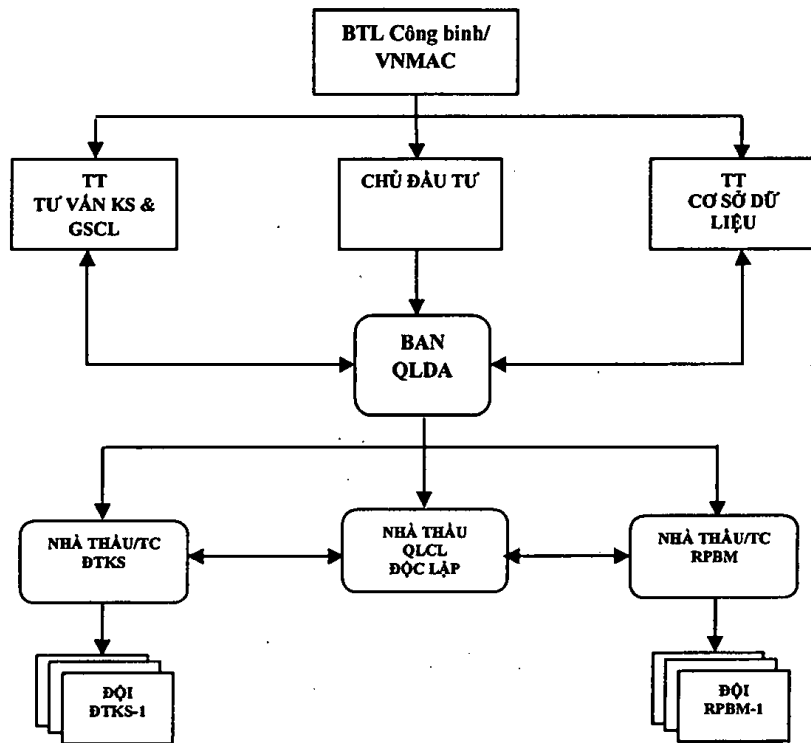 BTL Công binh/
VNMAC
TT
TƯ VẤN KS &
GSCL
CHỦ ĐẦU TƯ
TT
CƠ SỞ DỮ
LIỆU
BAN
QLDA
NHÀ THẦU/TC
ĐTKS
NHÀ THẦU
QLCL
ĐỘC LẬP
NHÀ THẦU/TC
RPBM
ĐỘI
ĐTKS-1
ĐỘI
RPBM-1